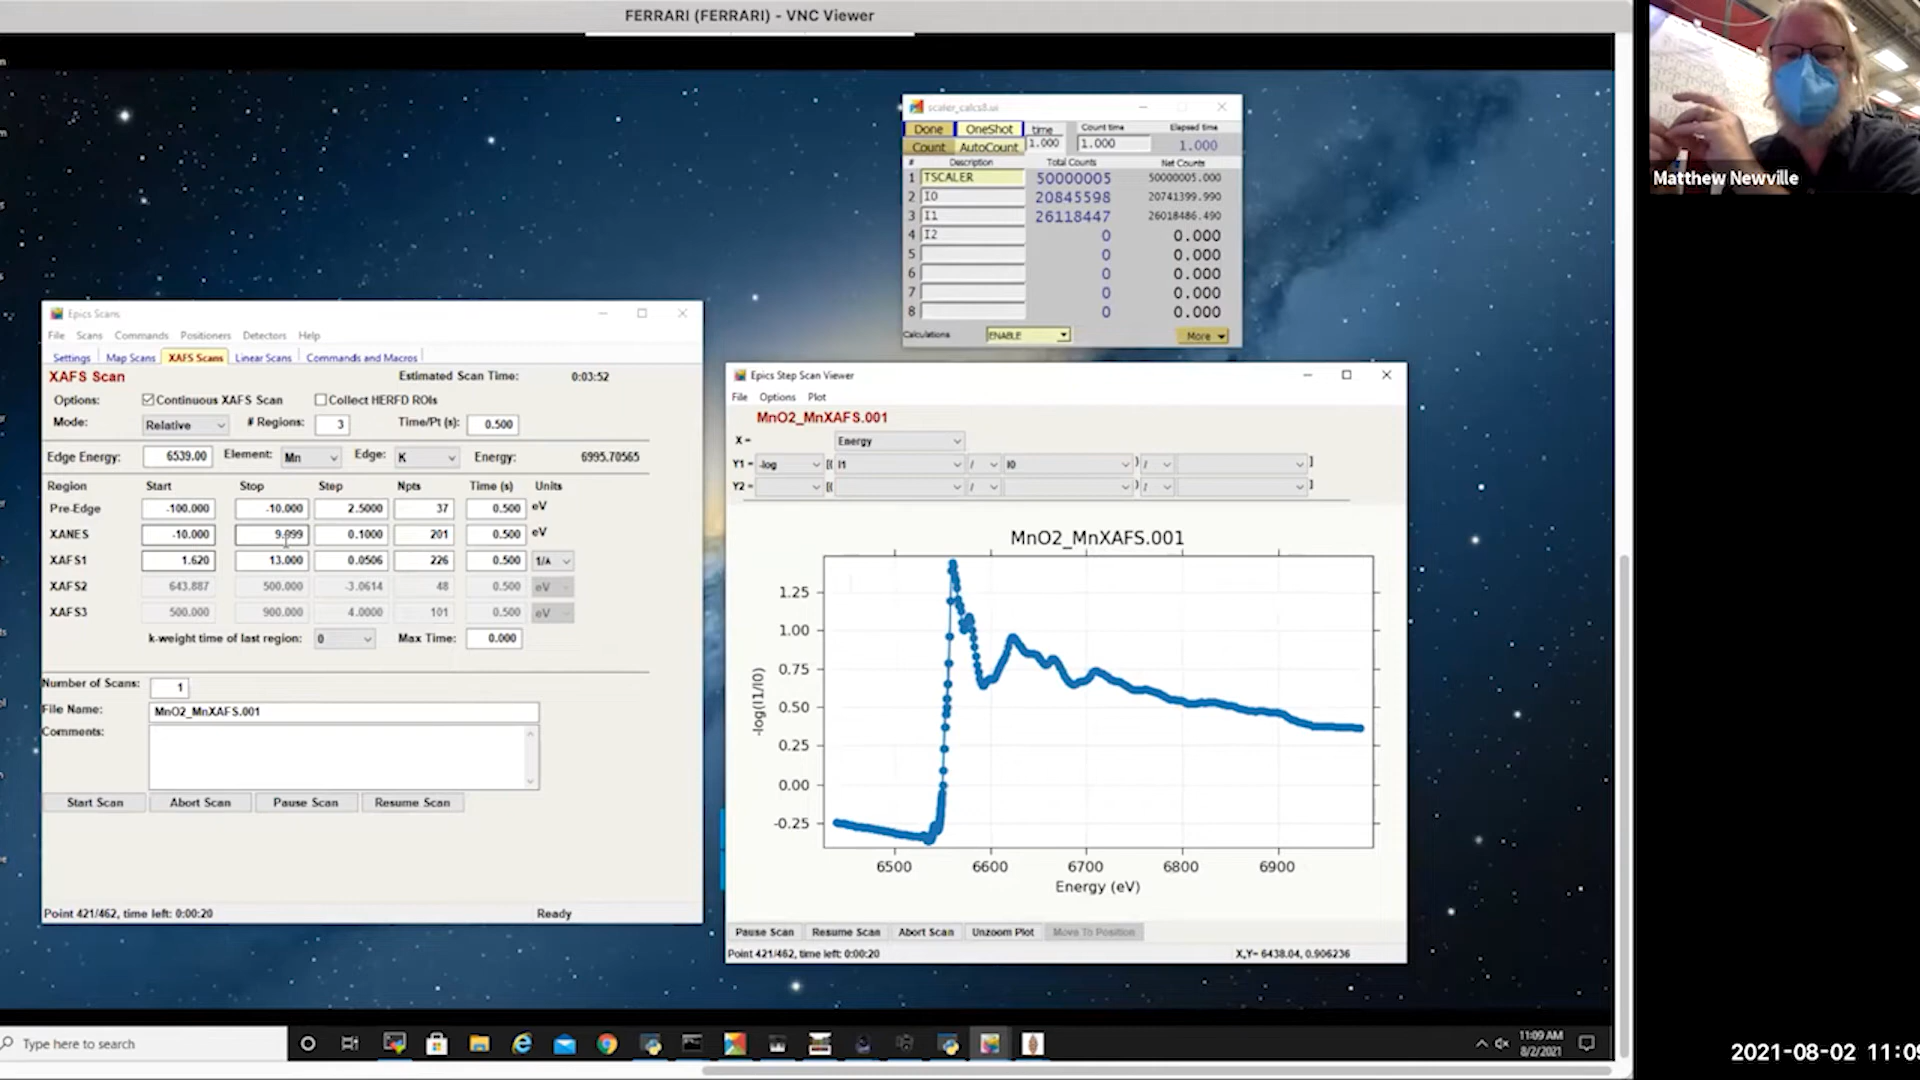 FERRARI (FERRARI) - VNC Viewer
Matthew Newville
scaler_calcs8.ui
Done OneShot time Count time Elapsed time
Count AutoCount 1.000 1.000 1.000
# Description Total Counts Net Counts
1 TSCALER 50000005 50000005.000
2 I0 20845598 20741399.990
3 I1 26118447 26018486.490
4 I2 0 0.000
5 0 0.000
6 0 0.000
7 0 0.000
8 0 0.000
Calculations ENABLE More
Epics Scans
File Scans Commands Positioners Detectors Help
Settings Map Scans XAFS Scans Linear Scans Commands and Macros
XAFS Scan Estimated Scan Time: 0:03:52
Options: Continuous XAFS Scan Collect HERFD ROIs
Mode: Relative # Regions: 3 Time/Pt (s): 0.500
Edge Energy: 6539.00 Element: Mn Edge: K Energy: 6995.70565
Region Start Stop Step Npts Time (s) Units
Pre-Edge -100.000 -10.000 2.5000 37 0.500 eV
XANES -10.000 9.999 0.1000 201 0.500 eV
XAFS1 1.620 13.000 0.0506 226 0.500 1/A
XAFS2 643.887 500.000 -3.0614 48 0.500 eV
XAFS3 500.000 900.000 4.0000 101 0.500 eV
k-weight time of last region: 0 Max Time: 0.000
Number of Scans: 1
File Name: MnO2_MnXAFS.001
Comments:
Start Scan Abort Scan Pause Scan Resume Scan
Point 421/462, time left: 0:00:20 Ready
Epics Step Scan Viewer
File Options Plot
MnO2_MnXAFS.001
X = Energy
Y1 = -log [( I1 / I0 ) / ]
Y2 = [( / ) / ]
MnO2_MnXAFS.001
-log(I1/I0)
1.25
1.00
0.75
0.50
0.25
0.00
-0.25
6500 6600 6700 6800 6900
Energy (eV)
Pause Scan Resume Scan Abort Scan Unzoom Plot Move To Position
Point 421/462, time left: 0:00:20 X,Y= 6438.04, 0.906236
Type here to search
11:09 AM
8/2/2021
2021-08-02 11:09